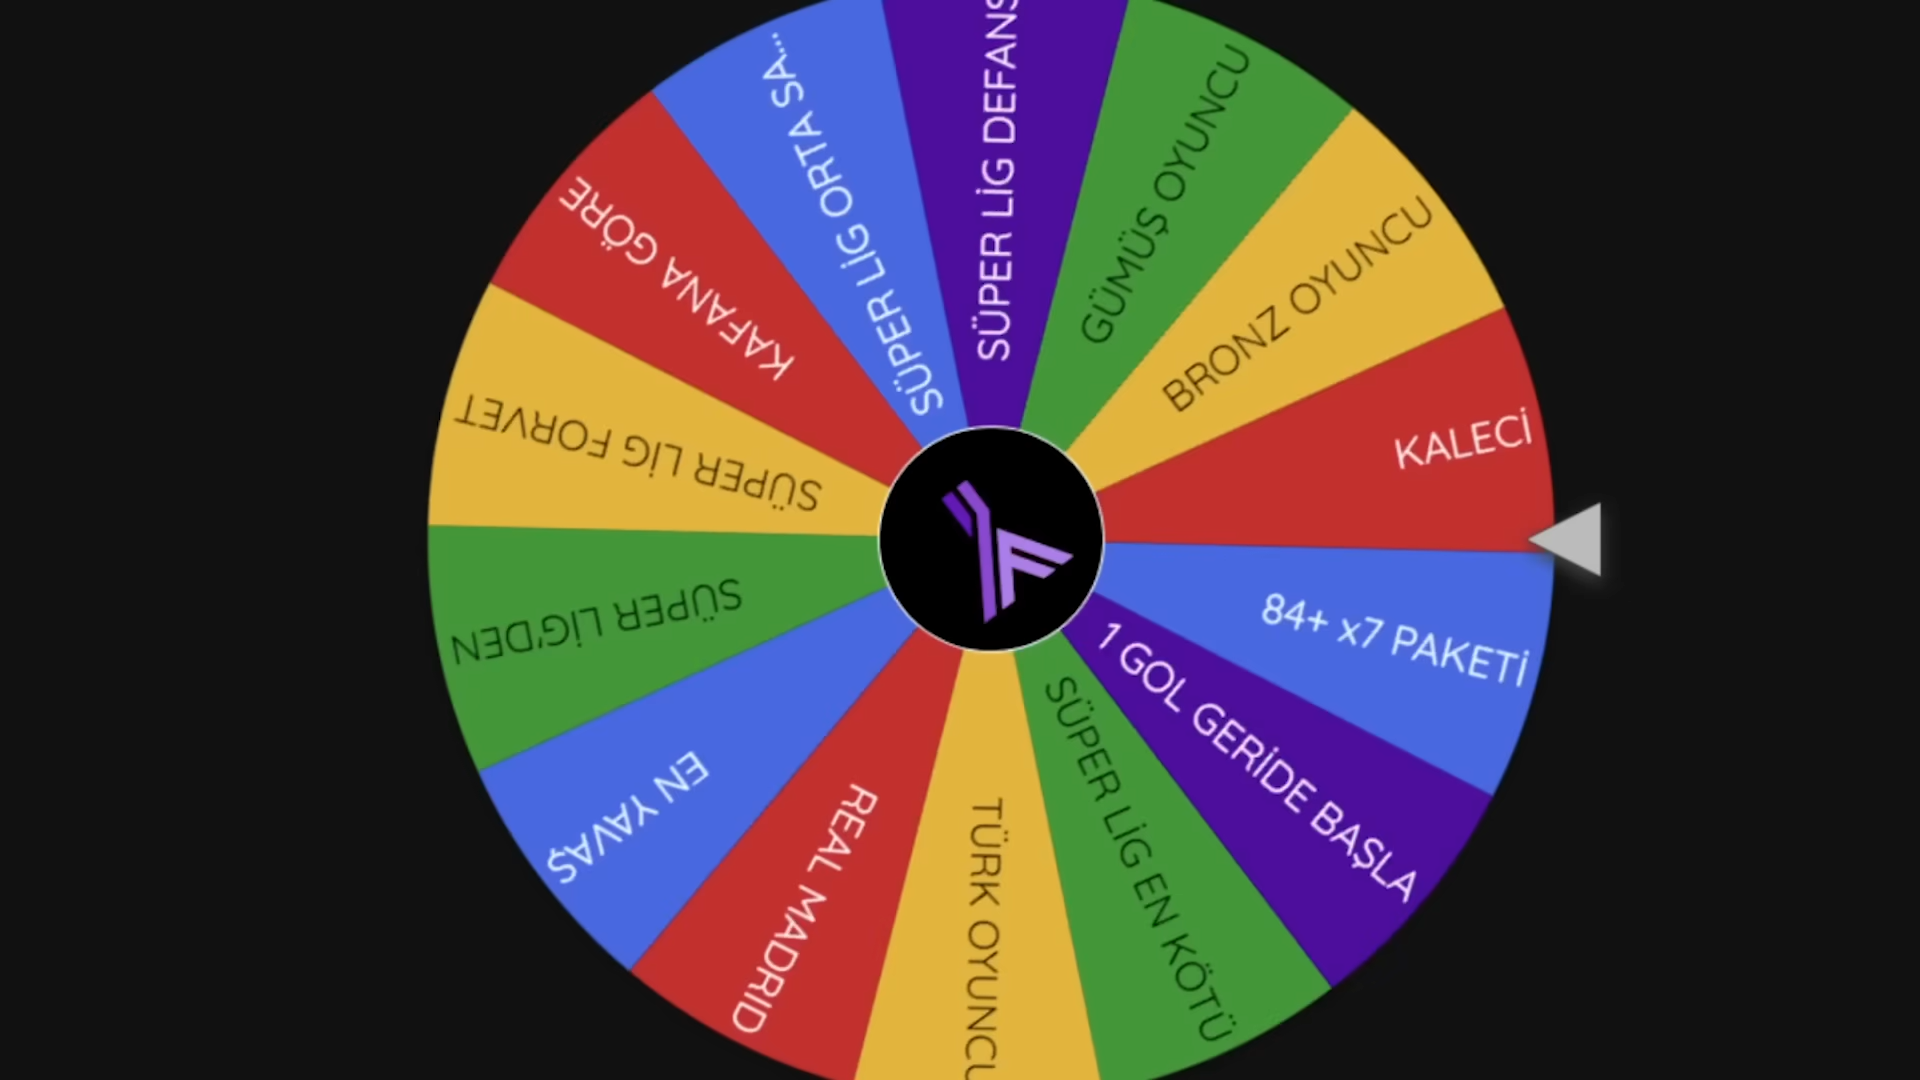 SÜPER LİG DEFANS
GÜMÜŞ OYUNCU
BRONZ OYUNCU
KALECİ
84+ x7 PAKETİ
1 GOL GERİDE BAŞLA
SÜPER LİG EN KÖTÜ
TÜRK OYUNCU
REAL MADRID
EN YAVAŞ
SÜPER LİG'DEN
SÜPER LİG FORVET
KAFANA GÖRE
SÜPER LİG ORTA SA...